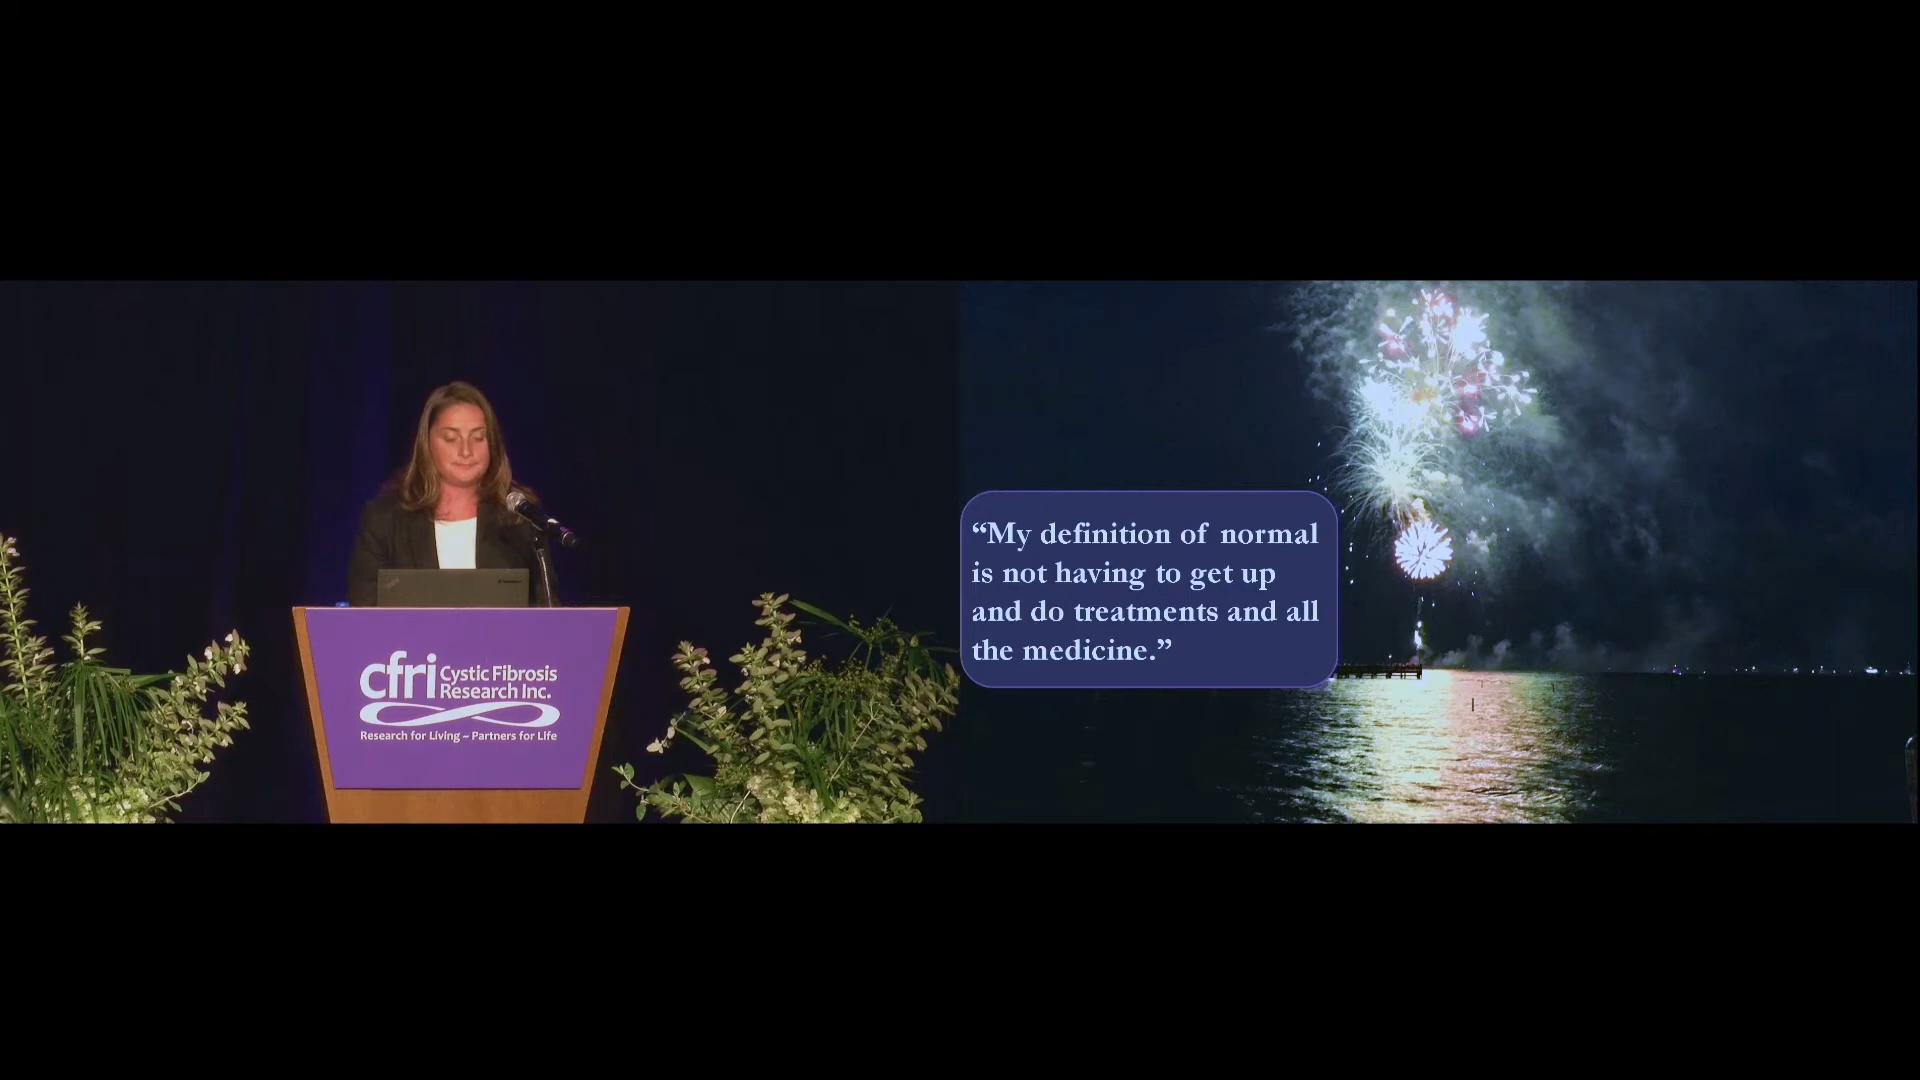 cfri Cystic Fibrosis
Research Inc.
Research for Living ~ Partners for Life
“My definition of normal
is not having to get up
and do treatments and all
the medicine.”